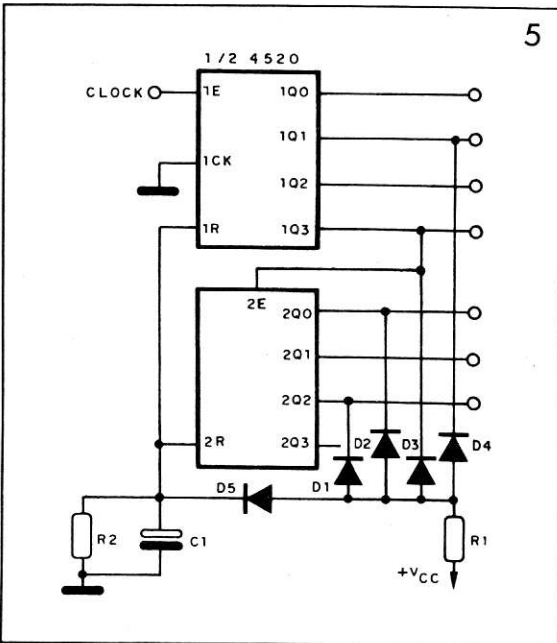 5
1/2 4520
CLOCK 1E 1Q0
1Q1
1CK 1Q2
1R 1Q3
2E 2Q0
2Q1
2Q2
2R 2Q3 D2 D3 D4
D5 D1
R2 C1 R1
+VCC